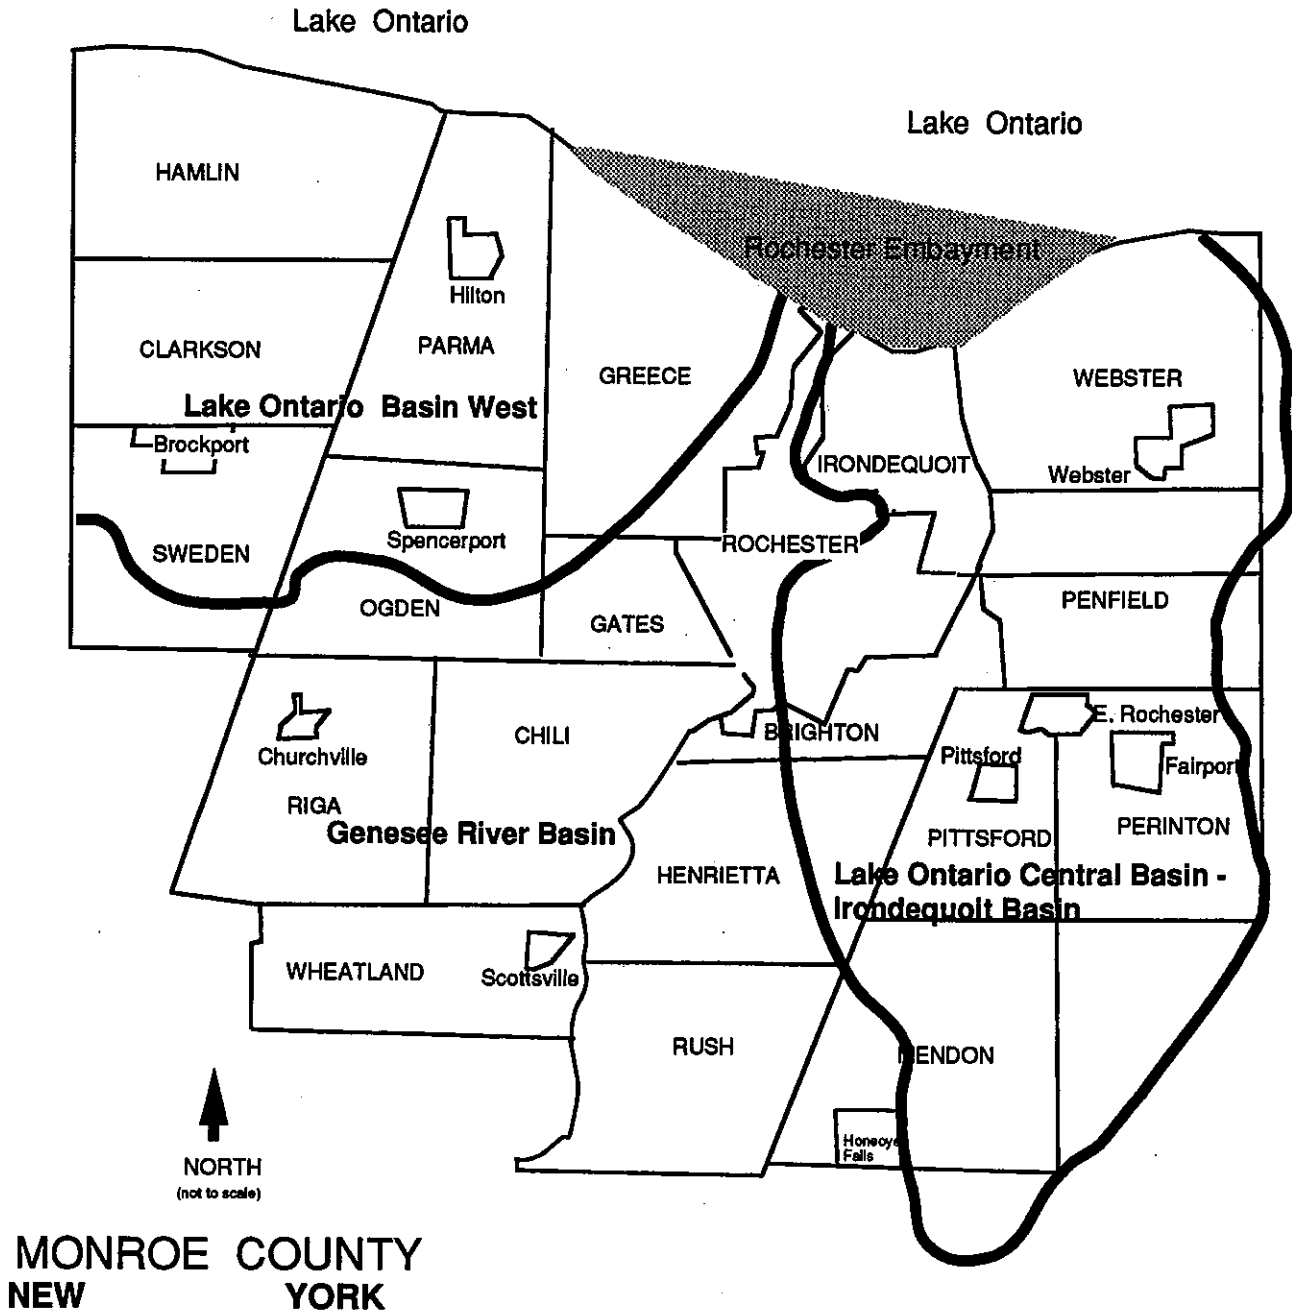 Lake Ontario
Lake Ontario
HAMLIN
Rochester Embayment
Hilton
CLARKSON
PARMA
GREECE
WEBSTER
Lake Ontario Basin West
Brockport
IRONDEQUOIT
Webster
SWEDEN
Spencerport
ROCHESTER
OGDEN
GATES
PENFIELD
E. Rochester
CHILI
BRIGHTON
Churchville
Pittsford
Fairport
RIGA
Genesee River Basin
PITTSFORD
PERINTON
HENRIETTA
Lake Ontario Central Basin -
Irondequoit Basin
WHEATLAND
Scottsville
RUSH
MENDON
Honeoye
Falls
NORTH
(not to scale)
MONROE COUNTY
NEW YORK